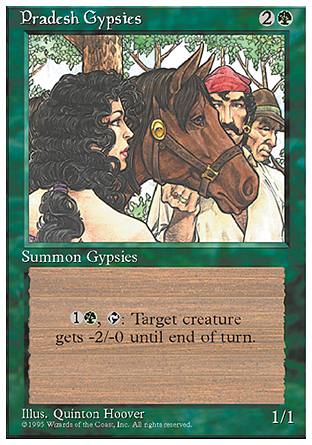 Pradesh Gypsies 2
Summon Gypsies
1, : Target creature
gets -2/-0 until end of turn.
Illus. Quinton Hoover
©1995 Wizards of the Coast, Inc. All rights reserved.
1/1